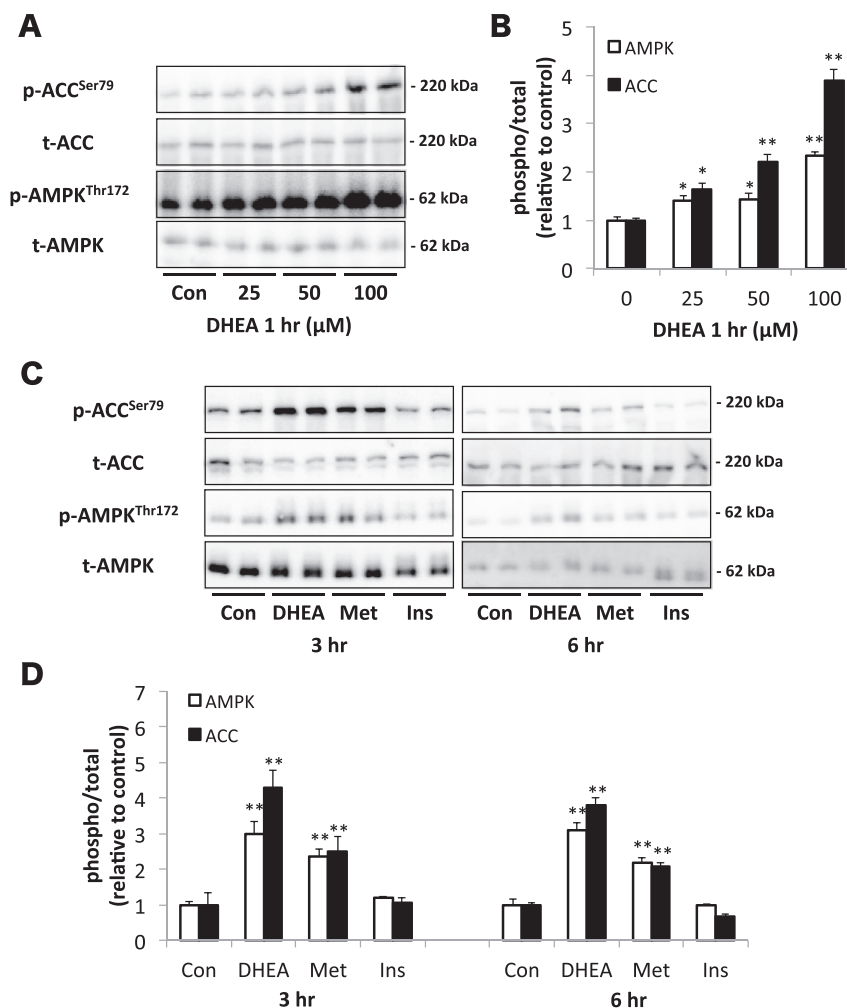 A
p-ACCSer79
- 220 kDa
t-ACC
- 220 kDa
p-AMPKThr172
- 62 kDa
t-AMPK
- 62 kDa
Con 25 50 100
DHEA 1 hr (μM)
B
5
4
3
2
1
0
phospho/total
(relative to control)
AMPK
ACC
* *
* **
** **
0 25 50 100
DHEA 1 hr (μM)
C
p-ACCSer79
- 220 kDa
t-ACC
- 220 kDa
p-AMPKThr172
- 62 kDa
t-AMPK
- 62 kDa
Con DHEA Met Ins Con DHEA Met Ins
3 hr 6 hr
D
7
6
5
4
3
2
1
0
phospho/total
(relative to control)
AMPK
ACC
** **
** **
** **
** **
Con DHEA Met Ins Con DHEA Met Ins
3 hr 6 hr